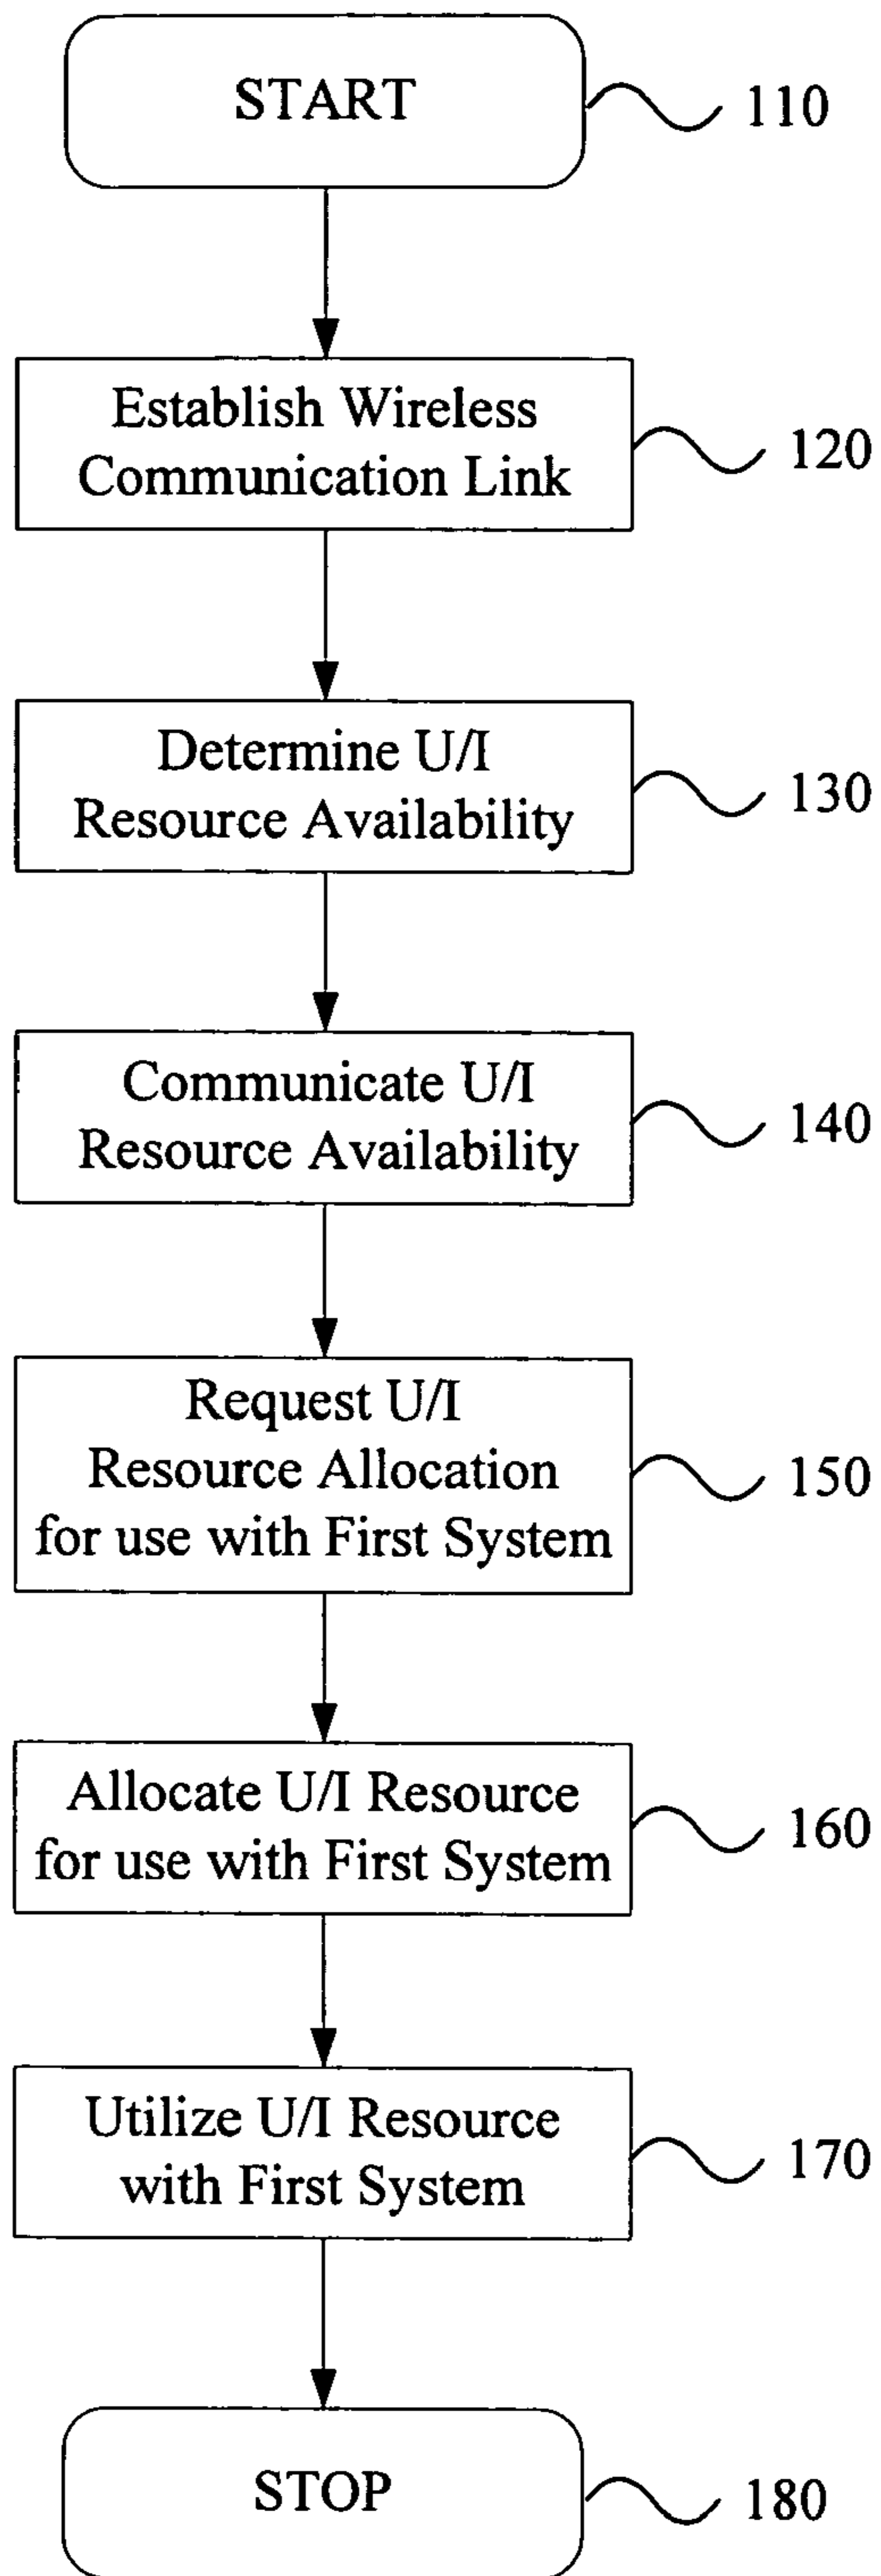 START
110
Establish Wireless
Communication Link
120
Determine U/I
Resource Availability
130
Communicate U/I
Resource Availability
140
Request U/I
Resource Allocation
for use with First System
150
Allocate U/I Resource
for use with First System
160
Utilize U/I Resource
with First System
170
STOP
180